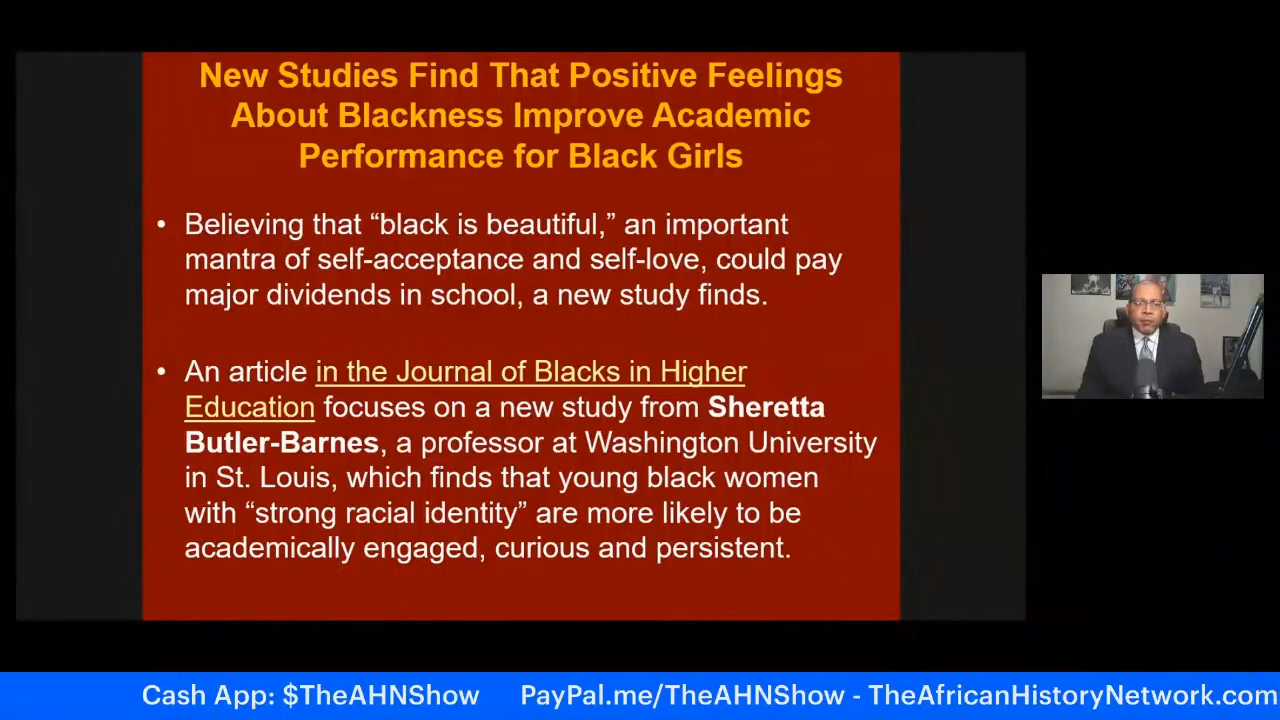 New Studies Find That Positive Feelings
About Blackness Improve Academic
Performance for Black Girls
• Believing that “black is beautiful,” an important
mantra of self-acceptance and self-love, could pay
major dividends in school, a new study finds.
• An article in the Journal of Blacks in Higher
Education focuses on a new study from Sheretta
Butler-Barnes, a professor at Washington University
in St. Louis, which finds that young black women
with “strong racial identity” are more likely to be
academically engaged, curious and persistent.
Cash App: $TheAHNShow PayPal.me/TheAHNShow - TheAfricanHistoryNetwork.com